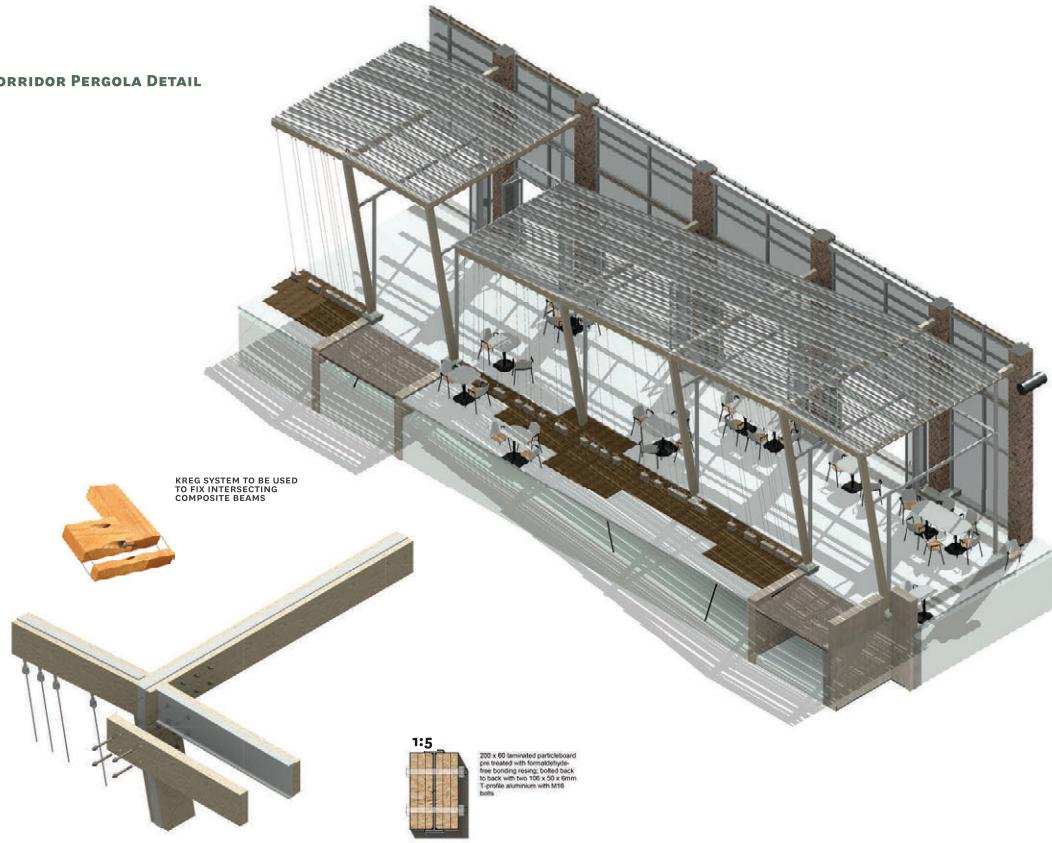 ORRIDOR PERGOLA DETAIL
KREG SYSTEM TO BE USED
TO FIX INTERSECTING
COMPOSITE BEAMS
1:5
200 x 60 laminated particleboard
pre treated with formaldehyde-
free bonding resing; bolted back
to back with two 106 x 50 x 6mm
T-profile aluminium with M16
bolts